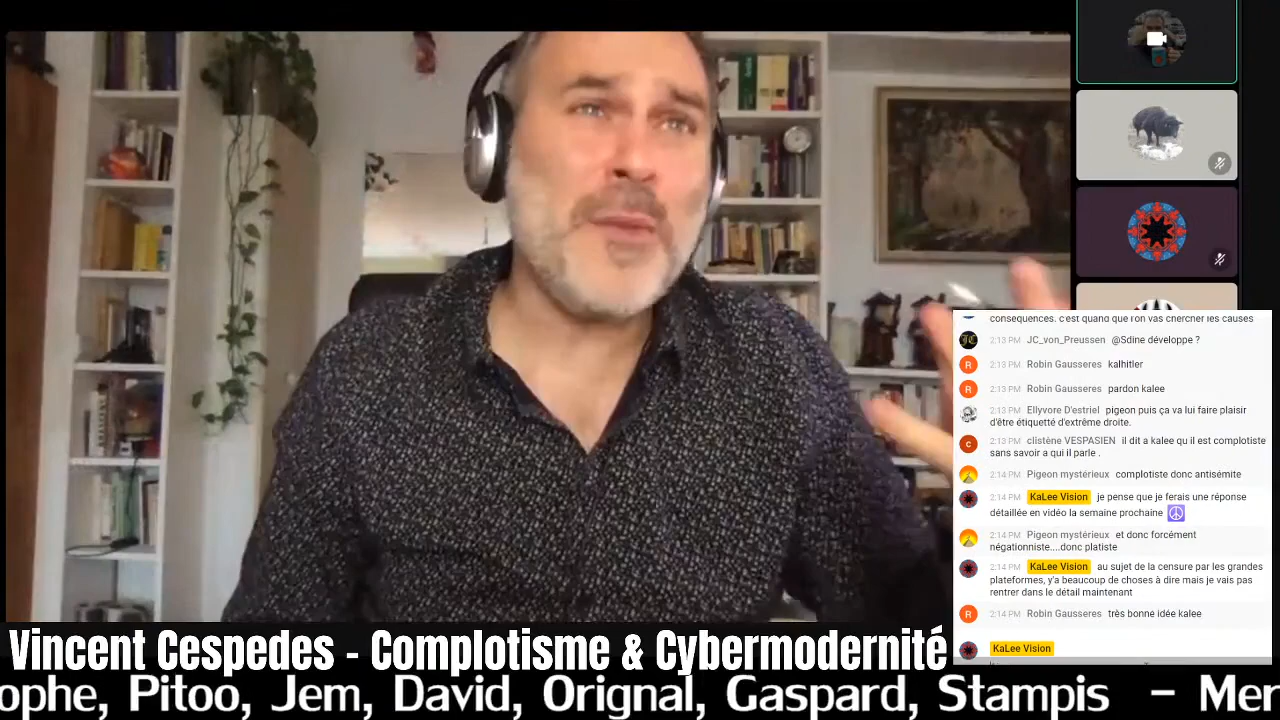 conséquences. c'est quand que l'on vas chercher les causes
2:13 PM JC_von_Preussen @Sdine développe ?
2:13 PM Robin Gausseres kalhitler
2:13 PM Robin Gausseres pardon kalee
2:13 PM Ellyvore D'estriel pigeon puis ça va lui faire plaisir
d'être étiquetté d'extrême droite.
2:13 PM clistène VESPASIEN il dit a kalee qu il est complotiste
sans savoir a qui il parle .
2:14 PM Pigeon mystérieux complotiste donc antisémite
2:14 PM KaLee Vision je pense que je ferais une réponse
détaillée en vidéo la semaine prochaine
2:14 PM Pigeon mystérieux et donc forcément
négationniste....donc platiste
2:14 PM KaLee Vision au sujet de la censure par les grandes
plateformes, y'a beaucoup de choses à dire mais je vais pas
rentrer dans le détail maintenant
2:14 PM Robin Gausseres très bonne idée kalee
KaLee Vision
Vincent Cespedes - Complotisme & Cybermodernité
ophe, Pitoo, Jem, David, Orignal, Gaspard, Stampis - Mer